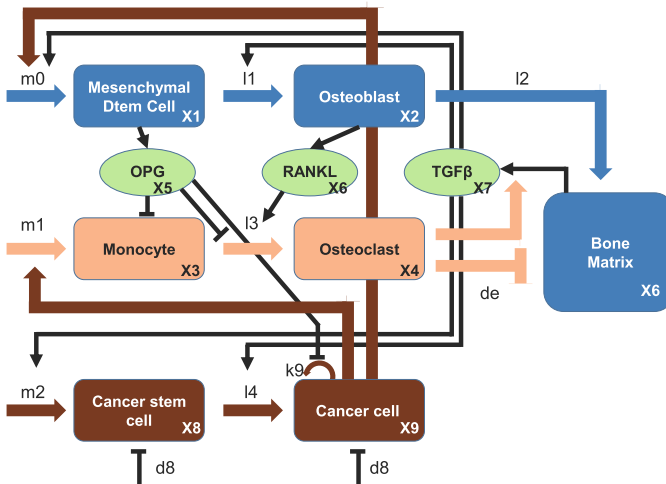 m0
Mesenchymal
Dtem Cell
X1
l1
Osteoblast
X2
l2
OPG
X5
RANKL
X6
TGFβ
X7
m1
Monocyte
X3
l3
Osteoclast
X4
de
Bone
Matrix
X6
k9
m2
Cancer stem
cell
X8
l4
Cancer cell
X9
d8
d8